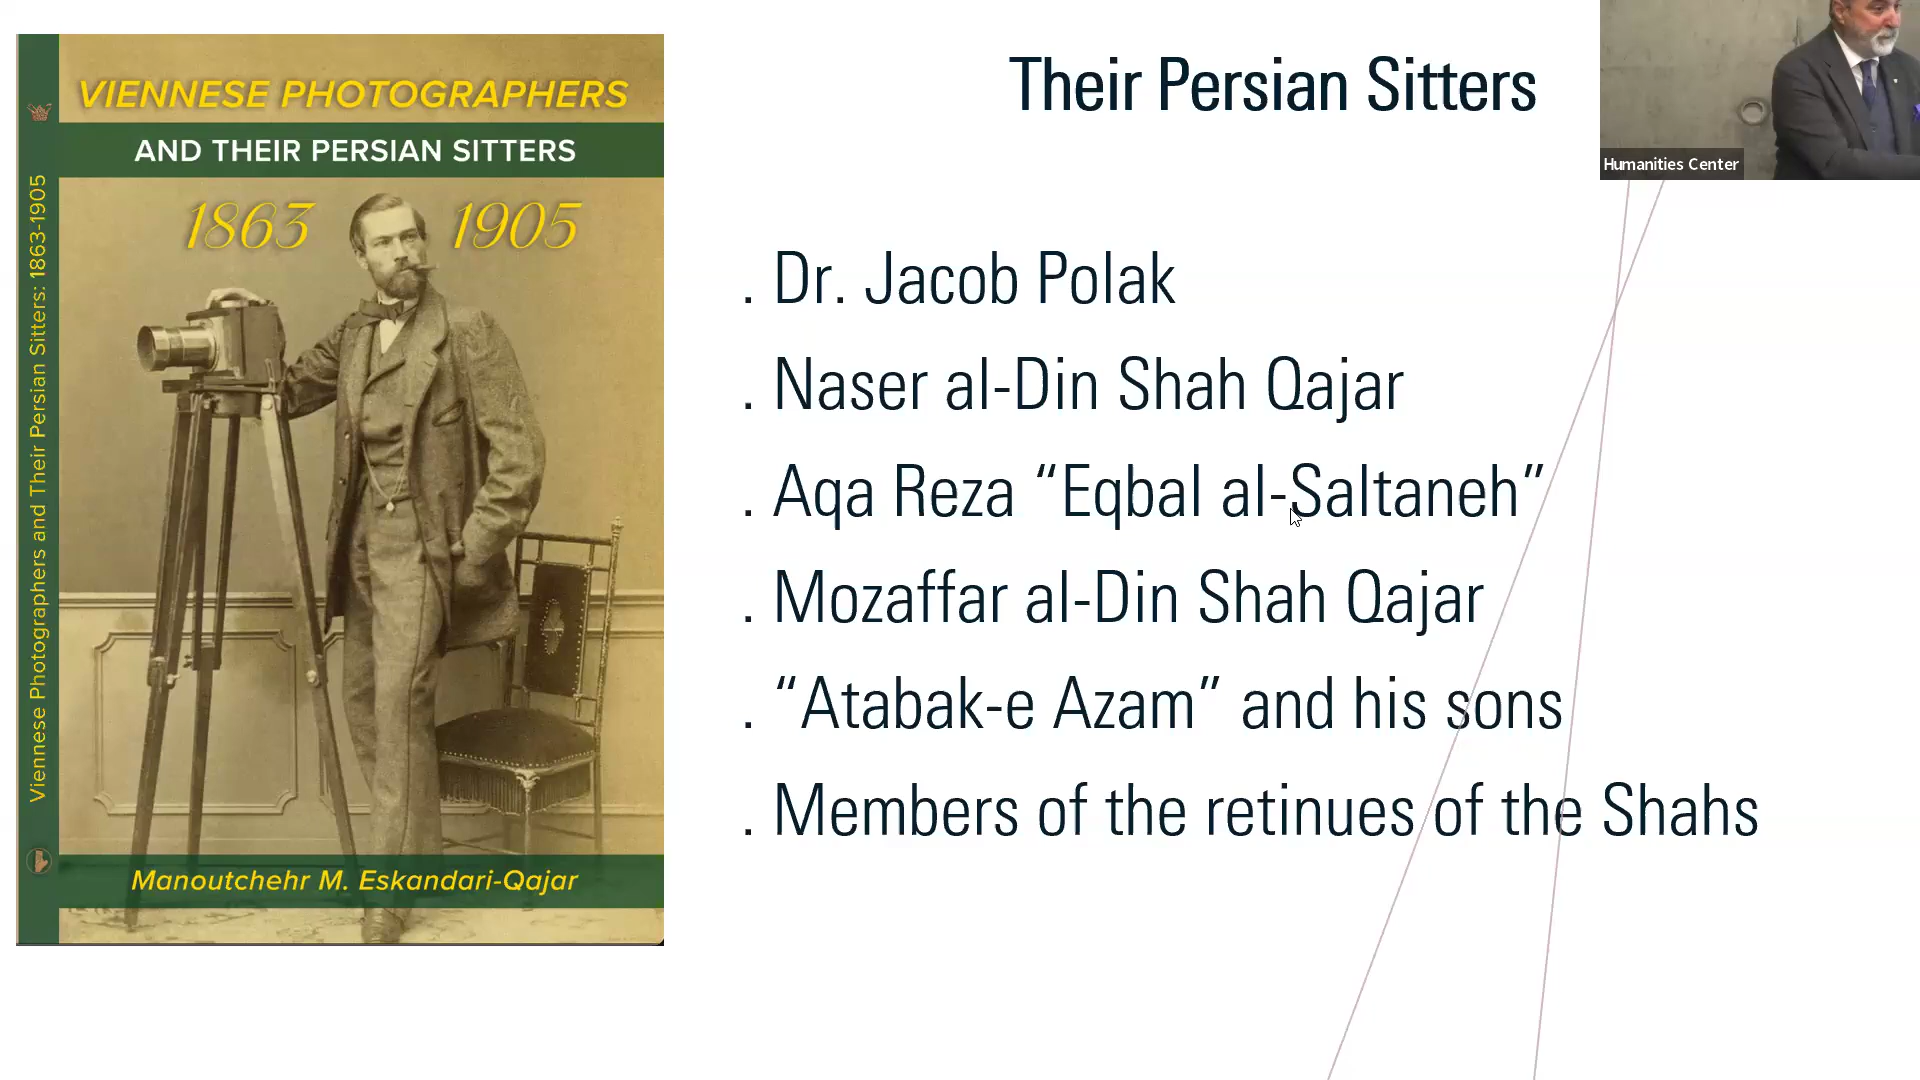 VIENNESE PHOTOGRAPHERS
AND THEIR PERSIAN SITTERS
1863 1905
Manoutchehr M. Eskandari-Qajar
Viennese Photographers and Their Persian Sitters: 1863-1905
Their Persian Sitters
. Dr. Jacob Polak
. Naser al-Din Shah Qajar
. Aqa Reza “Eqbal al-Saltaneh”
. Mozaffar al-Din Shah Qajar
. “Atabak-e Azam” and his sons
. Members of the retinues of the Shahs
Humanities Center